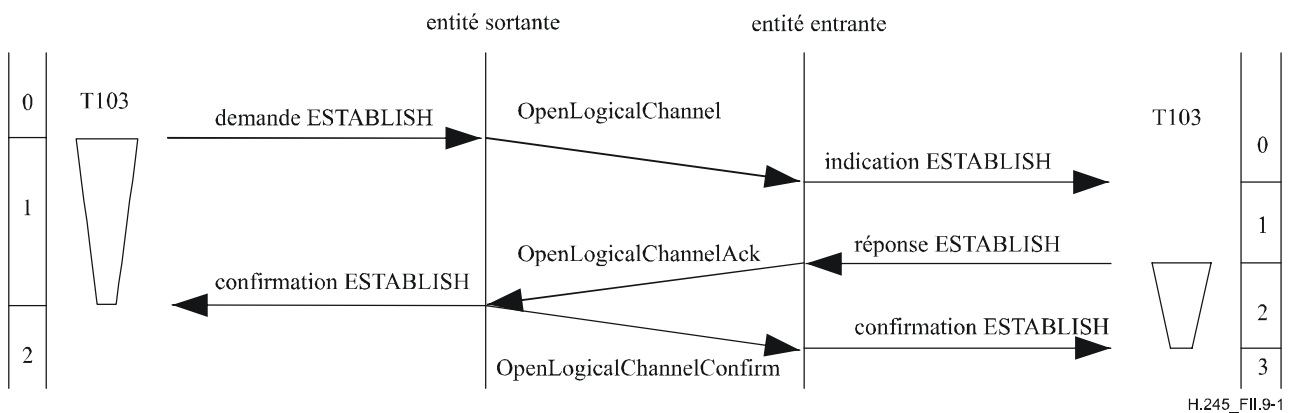 entité sortante
entité entrante
0
T103
demande ESTABLISH
OpenLogicalChannel
T103
0
indication ESTABLISH
1
1
OpenLogicalChannelAck
réponse ESTABLISH
confirmation ESTABLISH
2
confirmation ESTABLISH
2
OpenLogicalChannelConfirm
3
H.245_FII.9-1